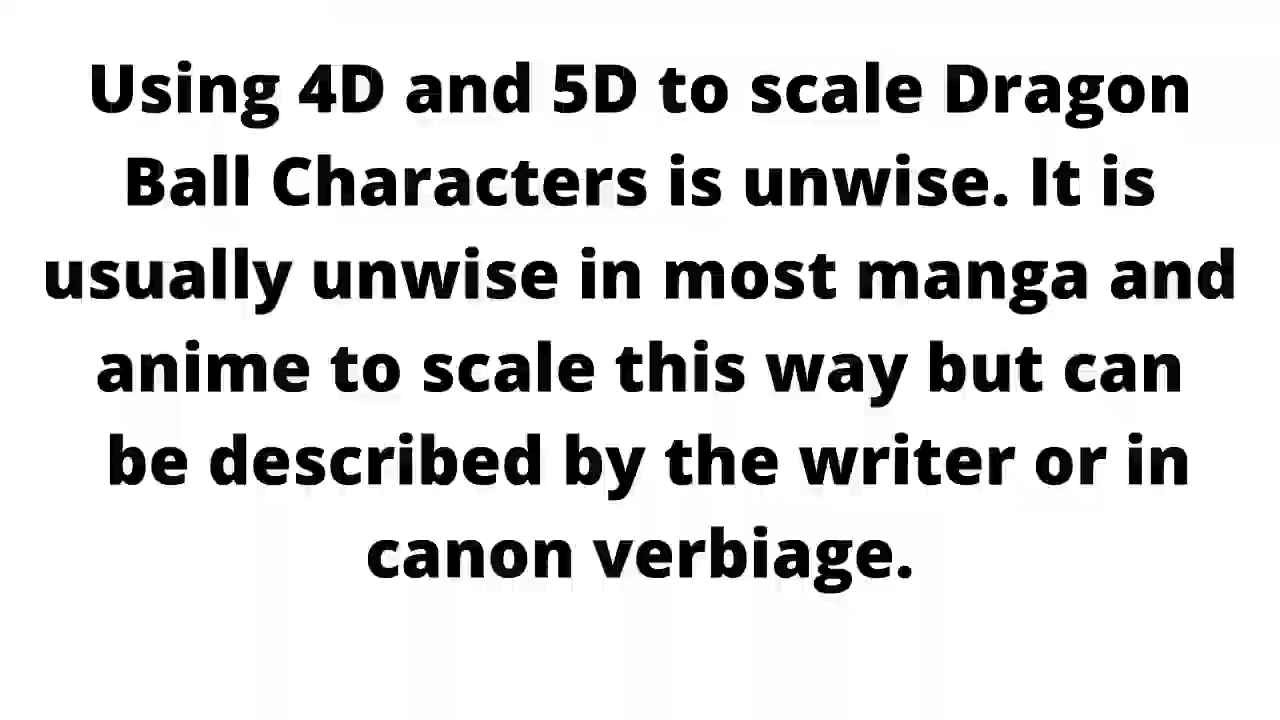 Using 4D and 5D to scale Dragon
Ball Characters is unwise. It is
usually unwise in most manga and
anime to scale this way but can
be described by the writer or in
canon verbiage.